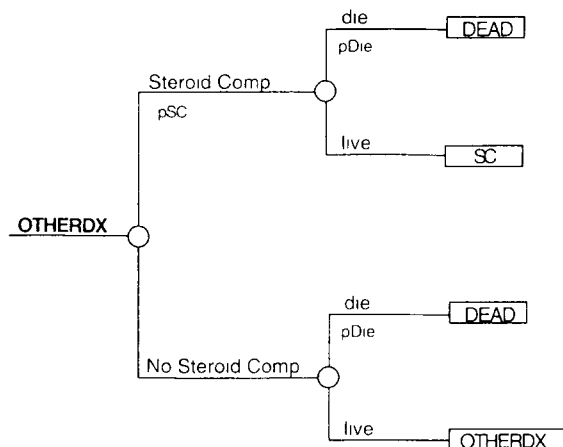 die
DEAD
pDie
Steroid Comp
pSC
live
SC
OTHERDX
die
DEAD
pDie
No Steroid Comp
live
OTHERDX